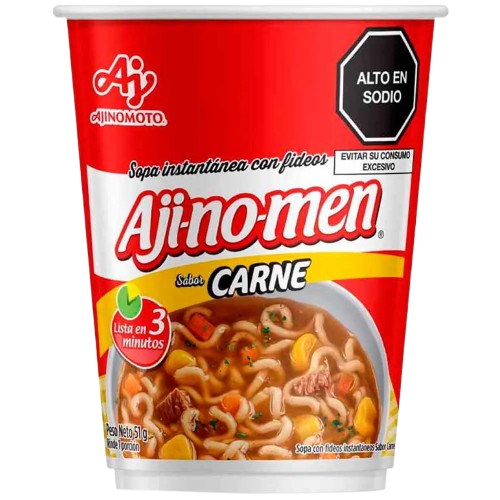 Aj
AJINOMOTO®
ALTO EN
SODIO
EVITAR SU CONSUMO
EXCESIVO
Sopa instantánea con fideos
Aji-no-men®
Sabor CARNE
Lista en 3
minutos
Peso Neto 51 g
Rinde 1 porción
Sopa con fideos instantáneos Sabor Carne